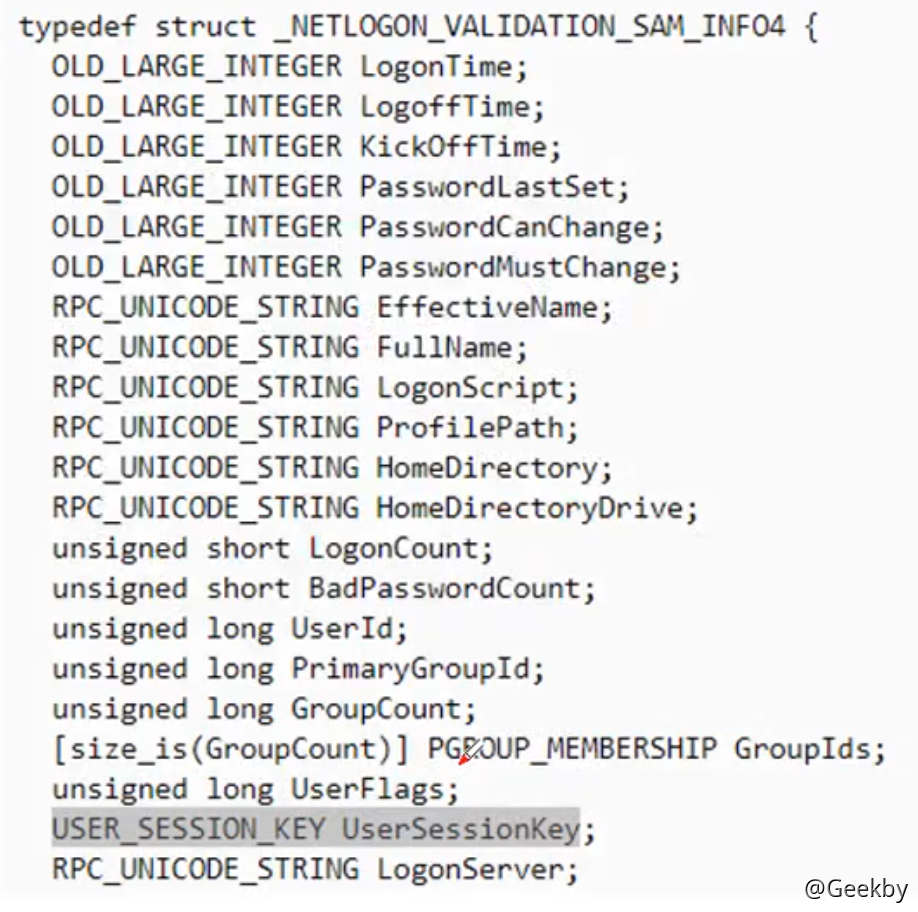 typedef struct _NETLOGON_VALIDATION_SAM_INFO4 {
OLD_LARGE_INTEGER LogonTime;
OLD_LARGE_INTEGER LogoffTime;
OLD_LARGE_INTEGER KickOffTime;
OLD_LARGE_INTEGER PasswordLastSet;
OLD_LARGE_INTEGER PasswordCanChange;
OLD_LARGE_INTEGER PasswordMustChange;
RPC_UNICODE_STRING EffectiveName;
RPC_UNICODE_STRING FullName;
RPC_UNICODE_STRING LogonScript;
RPC_UNICODE_STRING ProfilePath;
RPC_UNICODE_STRING HomeDirectory;
RPC_UNICODE_STRING HomeDirectoryDrive;
unsigned short LogonCount;
unsigned short BadPasswordCount;
unsigned long UserId;
unsigned long PrimaryGroupId;
unsigned long GroupCount;
[size_is(GroupCount)] PGROUP_MEMBERSHIP GroupIds;
unsigned long UserFlags;
USER_SESSION_KEY UserSessionKey;
RPC_UNICODE_STRING LogonServer;
@Geekby